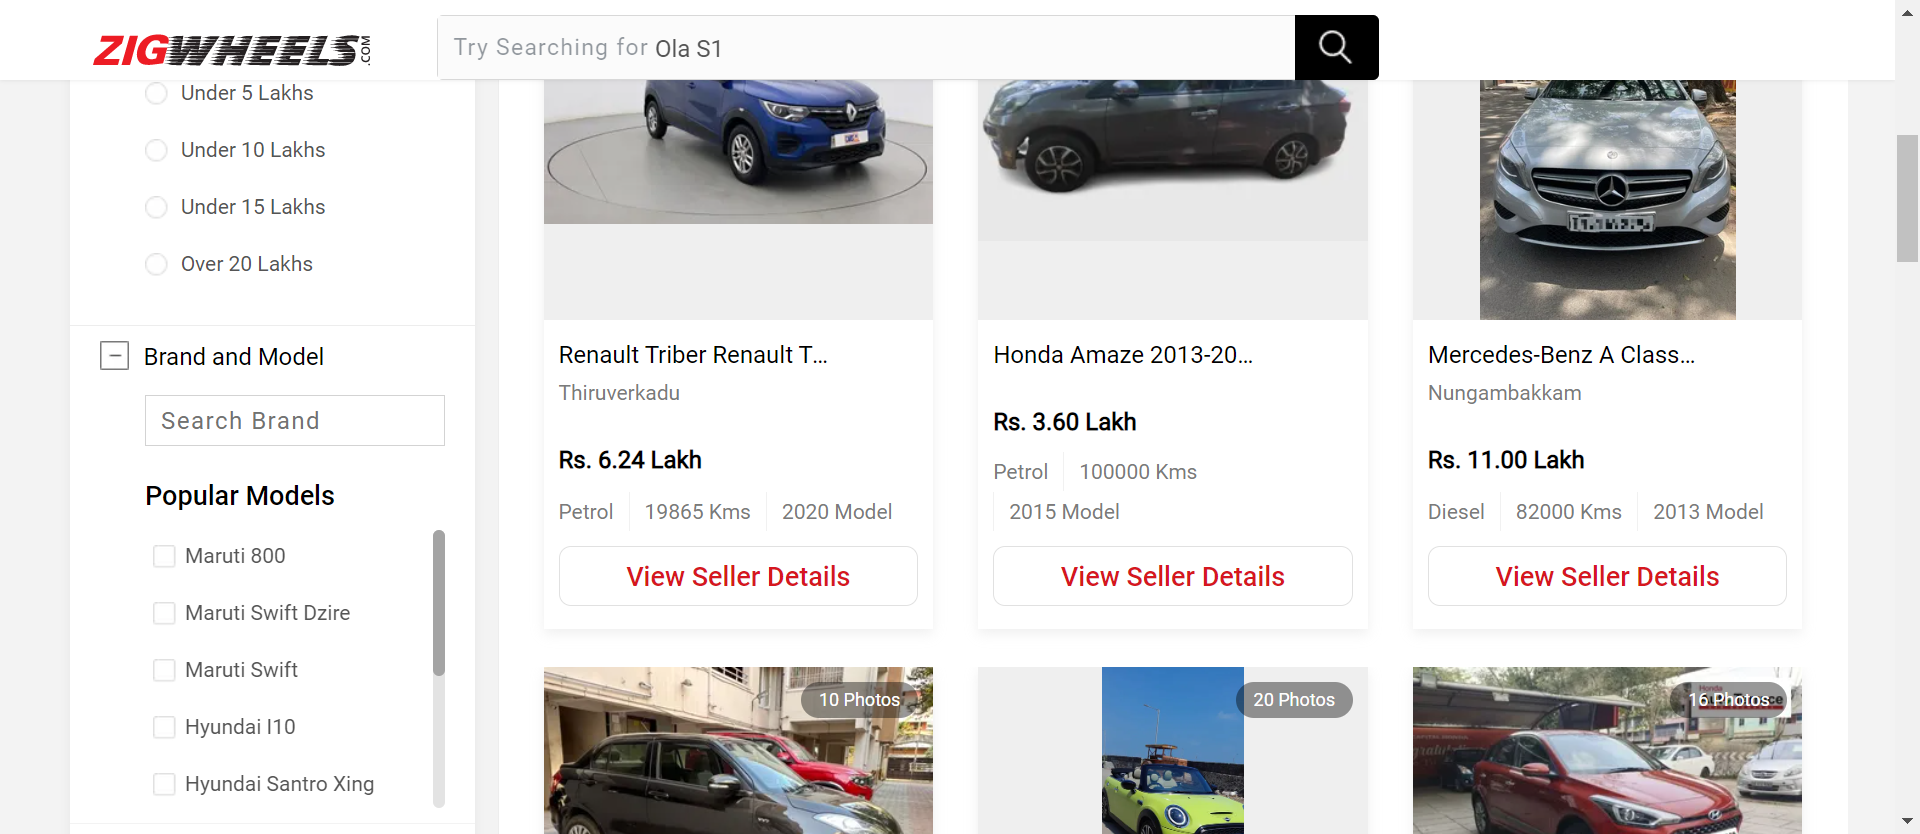 ZIGWHEELS.COM
Try Searching for Ola S1
Under 5 Lakhs
Under 10 Lakhs
Under 15 Lakhs
Over 20 Lakhs
Brand and Model
Search Brand
Popular Models
Maruti 800
Maruti Swift Dzire
Maruti Swift
Hyundai I10
Hyundai Santro Xing
Renault Triber Renault T...
Thiruverkadu
Rs. 6.24 Lakh
Petrol
19865 Kms
2020 Model
View Seller Details
Honda Amaze 2013-20...
Rs. 3.60 Lakh
Petrol
100000 Kms
2015 Model
View Seller Details
Mercedes-Benz A Class...
Nungambakkam
Rs. 11.00 Lakh
Diesel
82000 Kms
2013 Model
View Seller Details
10 Photos
20 Photos
16 Photos